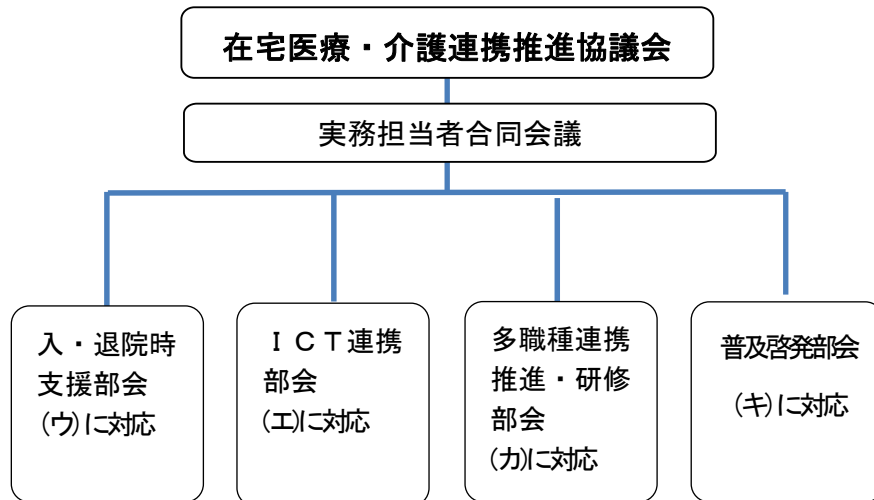 在宅医療・介護連携推進協議会
実務担当者合同会議
入・退院時
支援部会
(ウ)に対応
ＩＣＴ連携
部会
(エ)に対応
多職種連携
推進・研修
部会
(カ)に対応
普及啓発部会
(キ)に対応